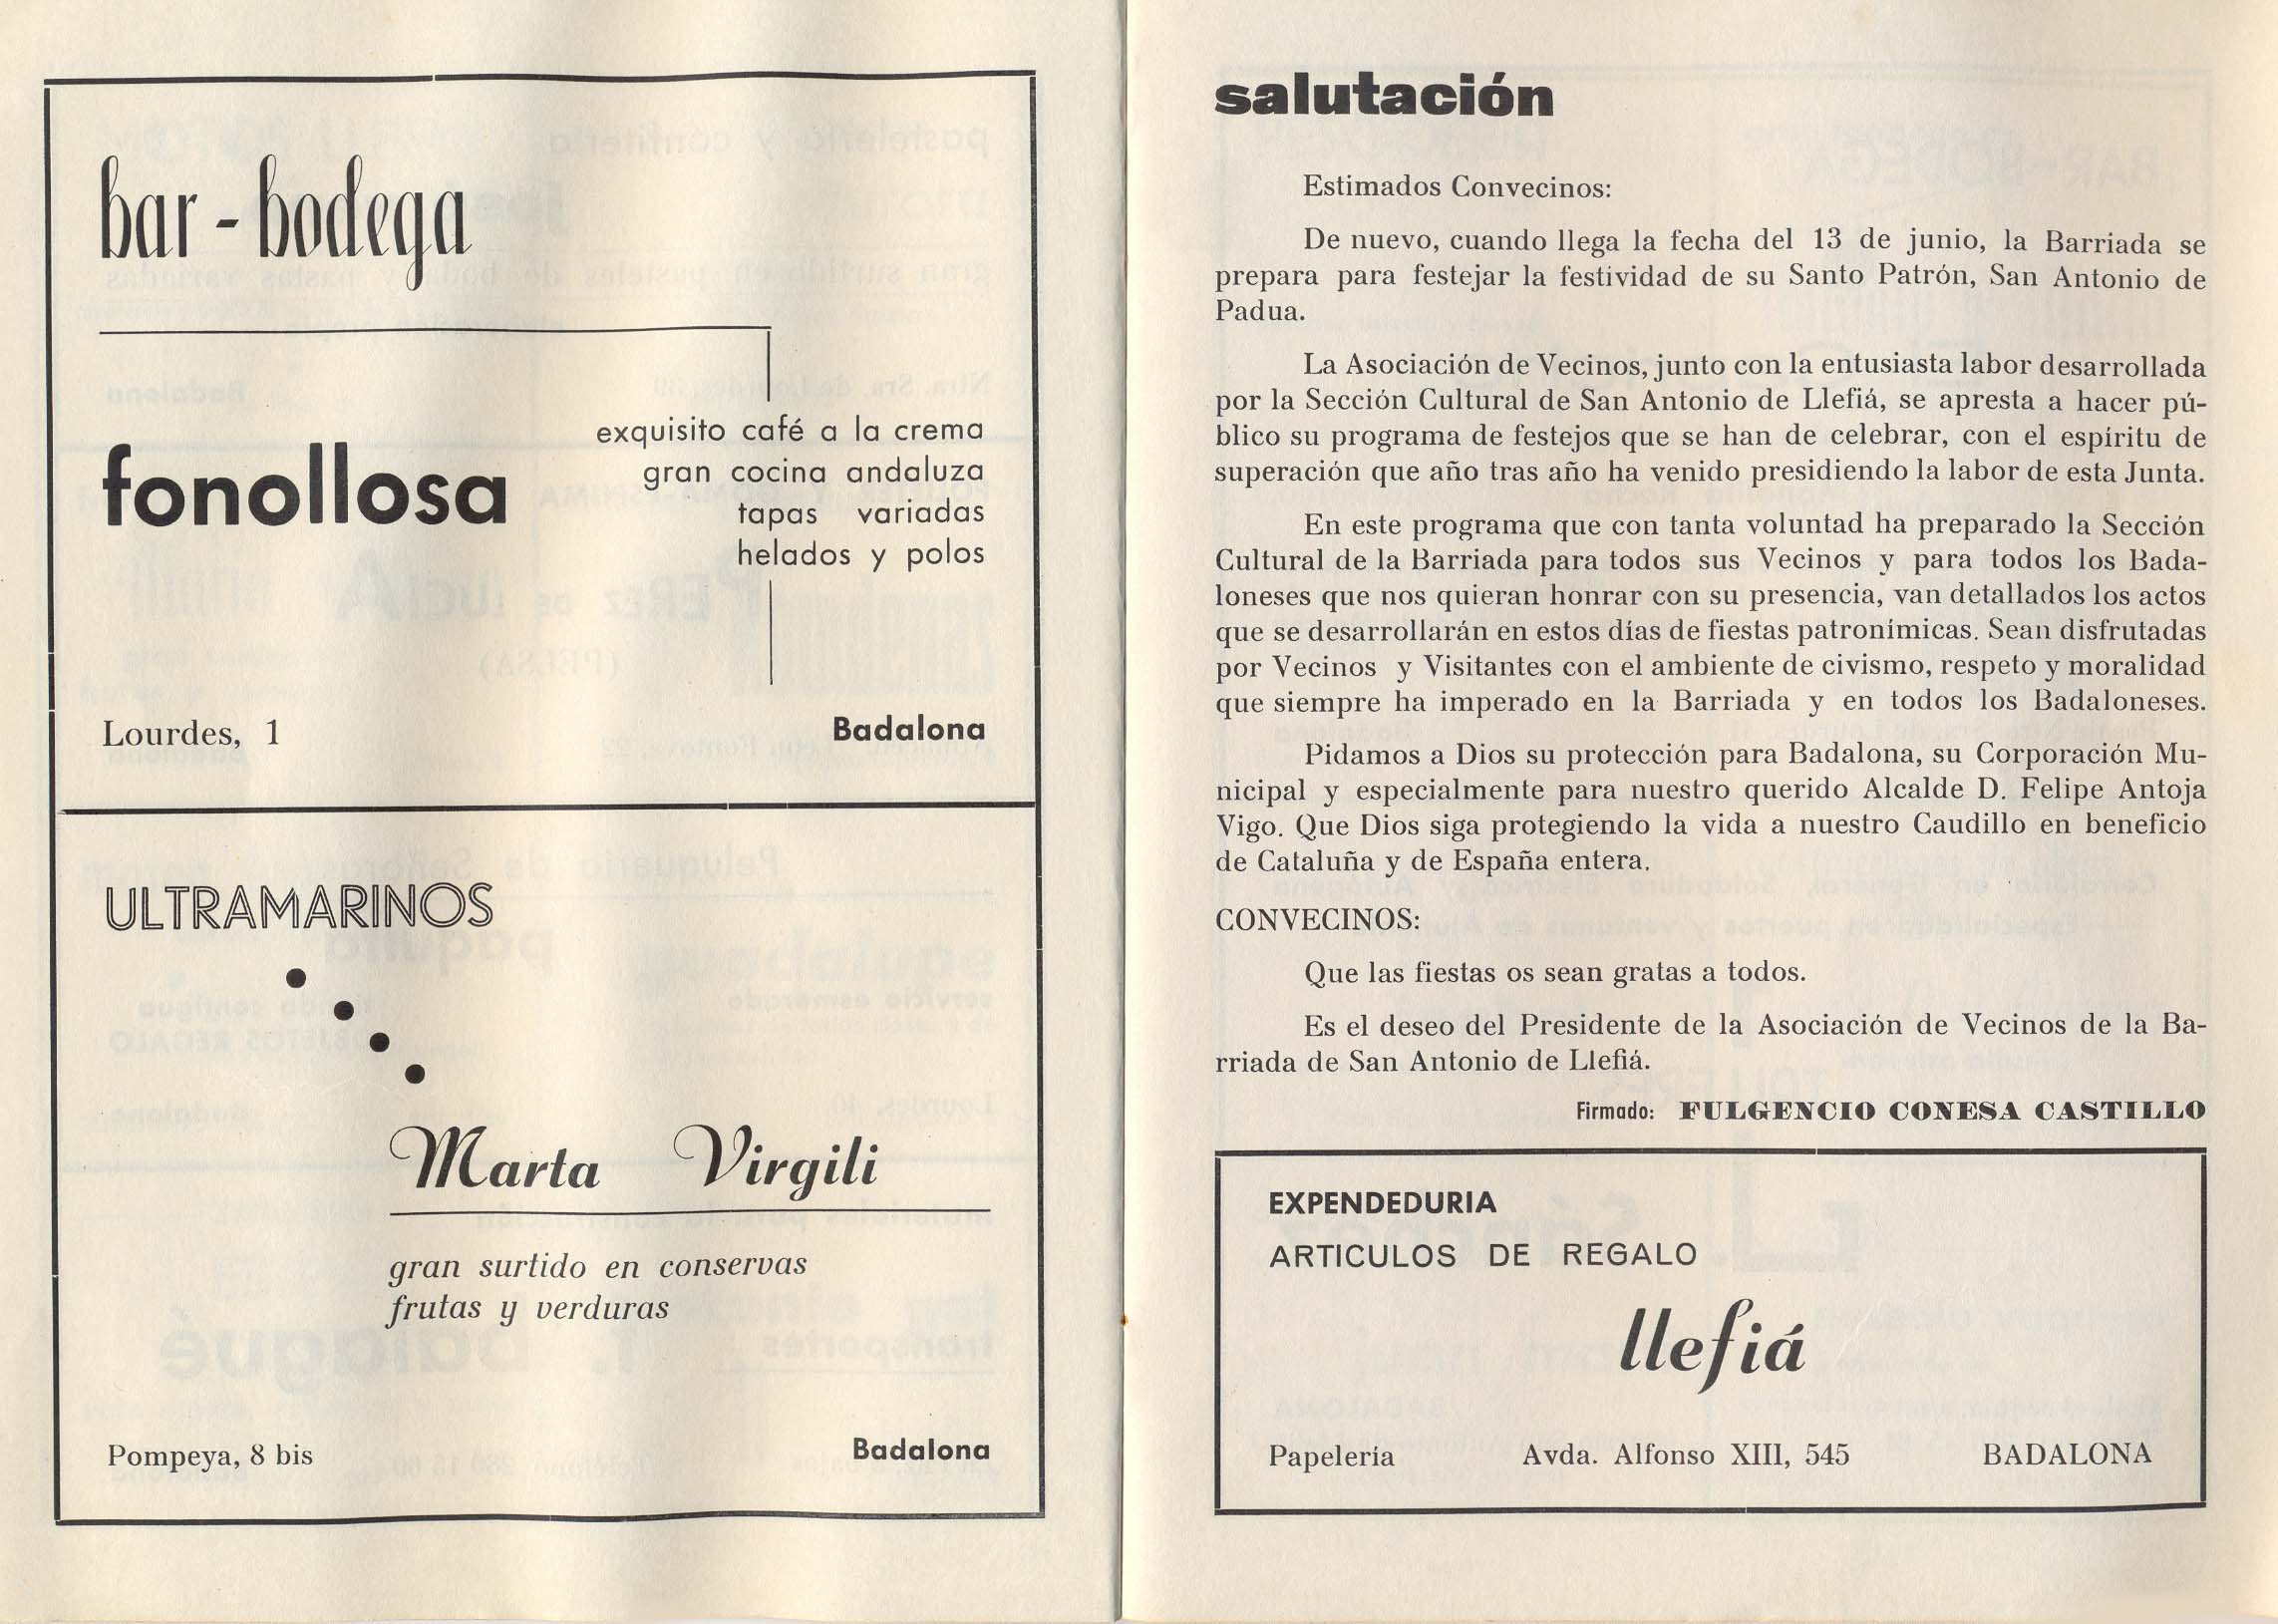 bar - bodega
fonollosa
exquisito café a la crema
gran cocina andaluza
tapas variadas
helados y polos
Lourdes, 1
Badalona
ULTRAMARINOS
Marta Virgili
gran surtido en conservas
frutas y verduras
Pompeya, 8 bis
Badalona
salutación
Estimados Convecinos:
De nuevo, cuando llega la fecha del 13 de junio, la Barriada se
prepara para festejar la festividad de su Santo Patrón, San Antonio de
Padua.
La Asociación de Vecinos, junto con la entusiasta labor desarrollada
por la Sección Cultural de San Antonio de Llefiá, se apresta a hacer pú-
blico su programa de festejos que se han de celebrar, con el espíritu de
superación que año tras año ha venido presidiendo la labor de esta Junta.
En este programa que con tanta voluntad ha preparado la Sección
Cultural de la Barriada para todos sus Vecinos y para todos los Bada-
loneses que nos quieran honrar con su presencia, van detallados los actos
que se desarrollarán en estos días de fiestas patronímicas. Sean disfrutadas
por Vecinos y Visitantes con el ambiente de civismo, respeto y moralidad
que siempre ha imperado en la Barriada y en todos los Badaloneses.
Pidamos a Dios su protección para Badalona, su Corporación Mu-
nicipal y especialmente para nuestro querido Alcalde D. Felipe Antoja
Vigo. Que Dios siga protegiendo la vida a nuestro Caudillo en beneficio
de Cataluña y de España entera.
CONVECINOS:
Que las fiestas os sean gratas a todos.
Es el deseo del Presidente de la Asociación de Vecinos de la Ba-
rriada de San Antonio de Llefiá.
Firmado: FULGENCIO CONESA CASTILLO
EXPENDEDURIA
ARTICULOS DE REGALO
llefiá
Papelería Avda. Alfonso XIII, 545 BADALONA